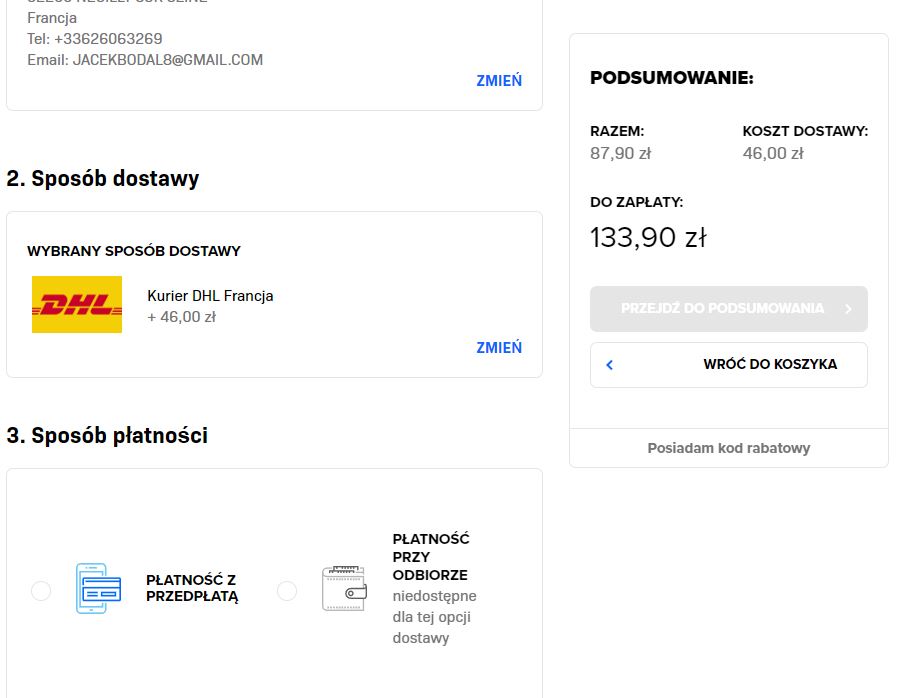 Francja
Tel: +33626063269
Email: JACEKBODAL8@GMAIL.COM
ZMIEŃ
2. Sposób dostawy
WYBRANY SPOSÓB DOSTAWY
DHL
Kurier DHL Francja
+ 46,00 zł
ZMIEŃ
3. Sposób płatności
PŁATNOŚĆ Z
PRZEDPŁATĄ
PŁATNOŚĆ
PRZY
ODBIORZE
niedostępne
dla tej opcji
dostawy
PODSUMOWANIE:
RAZEM:
87,90 zł
KOSZT DOSTAWY:
46,00 zł
DO ZAPŁATY:
133,90 zł
PRZEJDŹ DO PODSUMOWANIA
WRÓĆ DO KOSZYKA
Posiadam kod rabatowy